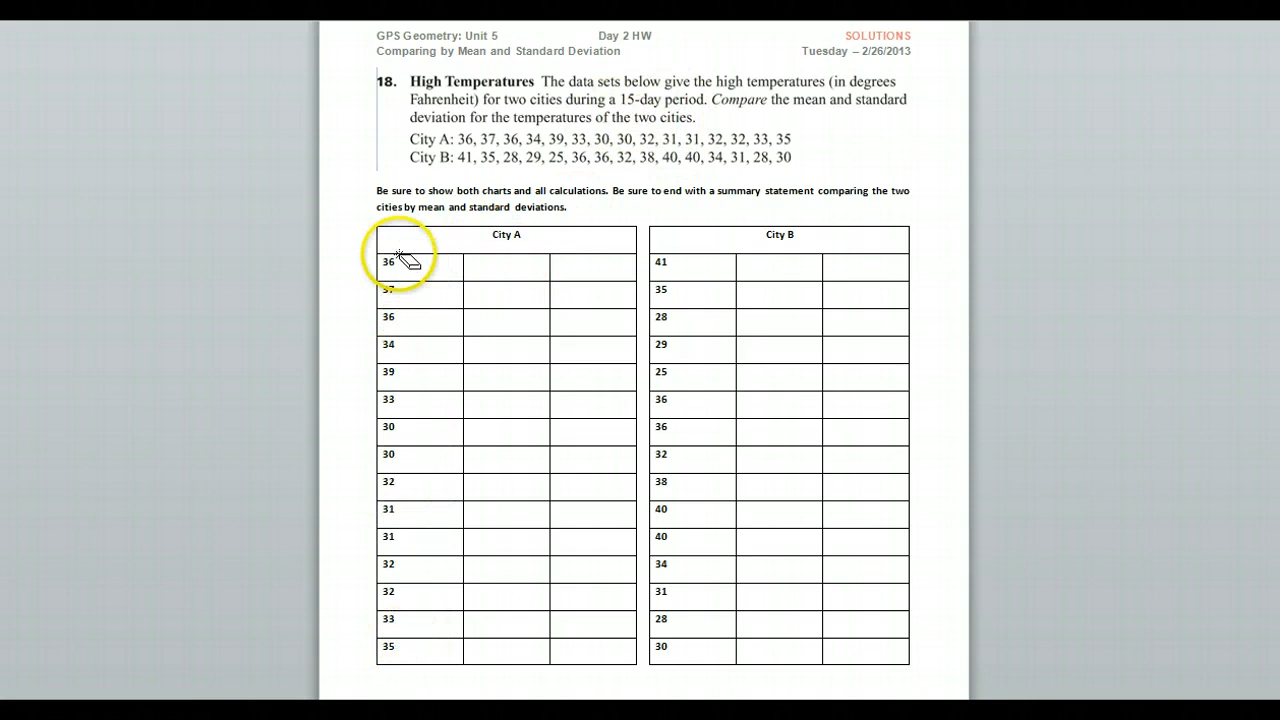 GPS Geometry: Unit 5 Day 2 HW SOLUTIONS
Comparing by Mean and Standard Deviation Tuesday – 2/26/2013
18. High Temperatures The data sets below give the high temperatures (in degrees
Fahrenheit) for two cities during a 15-day period. Compare the mean and standard
deviation for the temperatures of the two cities.
City A: 36, 37, 36, 34, 39, 33, 30, 30, 32, 31, 31, 32, 32, 33, 35
City B: 41, 35, 28, 29, 25, 36, 36, 32, 38, 40, 40, 34, 31, 28, 30
Be sure to show both charts and all calculations. Be sure to end with a summary statement comparing the two
cities by mean and standard deviations.
City A City B
36 41
37 35
36 28
34 29
39 25
33 36
30 36
30 32
32 38
31 40
31 40
32 34
32 31
33 28
35 30